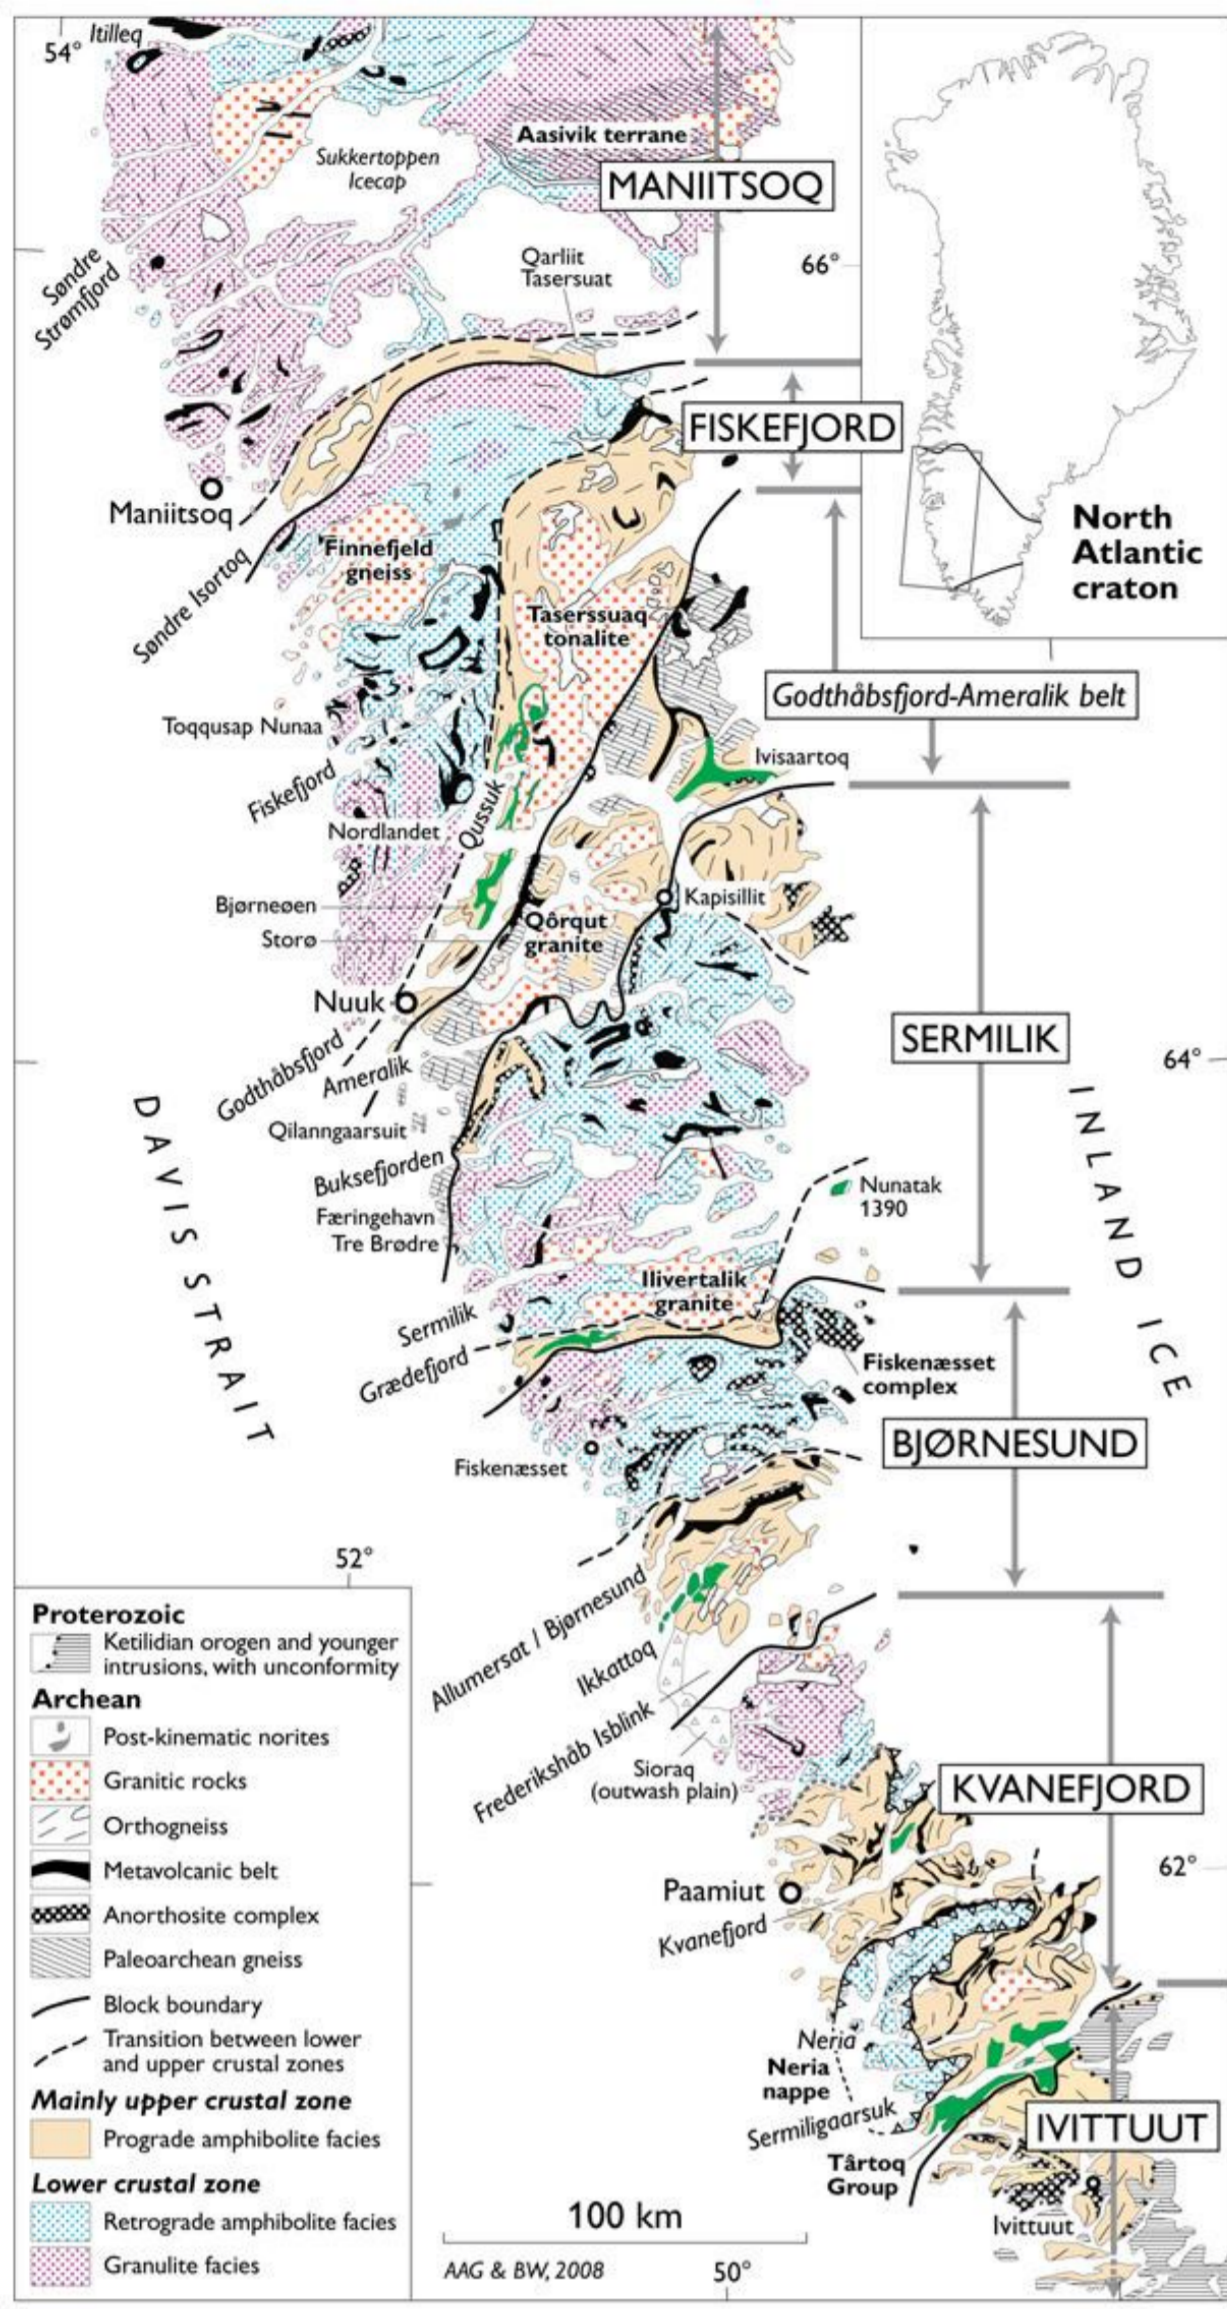 Itilleq
54°
Aasivik terrane
Sukkertoppen
Icecap
MANIITSOQ
Søndre
Strømfjord
Qarliit
Tasersuat
66°
FISKEFJORD
North
Atlantic
craton
Maniitsoq
Søndre Isortoq
Finnefjeld
gneiss
Taserssuaq
tonalite
Godthåbsfjord-Ameralik belt
Toqqusap Nunaa
Fiskefjord
Ivisaartoq
Qussuk
Nordlandet
Bjørneøen
Storø
Kapisillit
Qôrqut
granite
Nuuk
SERMILIK
64°
Godthåbsfjord
Ameralik
Qilanngaarsuit
Buksefjorden
Færingehavn
Tre Brødre
DAVIS STRAIT
INLAND ICE
Nunatak
1390
Ilivertalik
granite
Sermilik
Grædefjord
Fiskenæsset
complex
BJØRNESUND
Fiskenæsset
52°
Allumersat / Bjørnesund
Ikkattoq
Frederikshåb Isblink
Sioraq
(outwash plain)
KVANEFJORD
62°
Paamiut
Kvanefjord
Neria
Neria
nappe
Sermiligaarsuk
Târtoq
Group
IVITTUUT
Ivittuut
Proterozoic
Ketilidian orogen and younger
intrusions, with unconformity
Archean
Post-kinematic norites
Granitic rocks
Orthogneiss
Metavolcanic belt
Anorthosite complex
Paleoarchean gneiss
Block boundary
Transition between lower
and upper crustal zones
Mainly upper crustal zone
Prograde amphibolite facies
Lower crustal zone
Retrograde amphibolite facies
Granulite facies
100 km
AAG & BW, 2008
50°